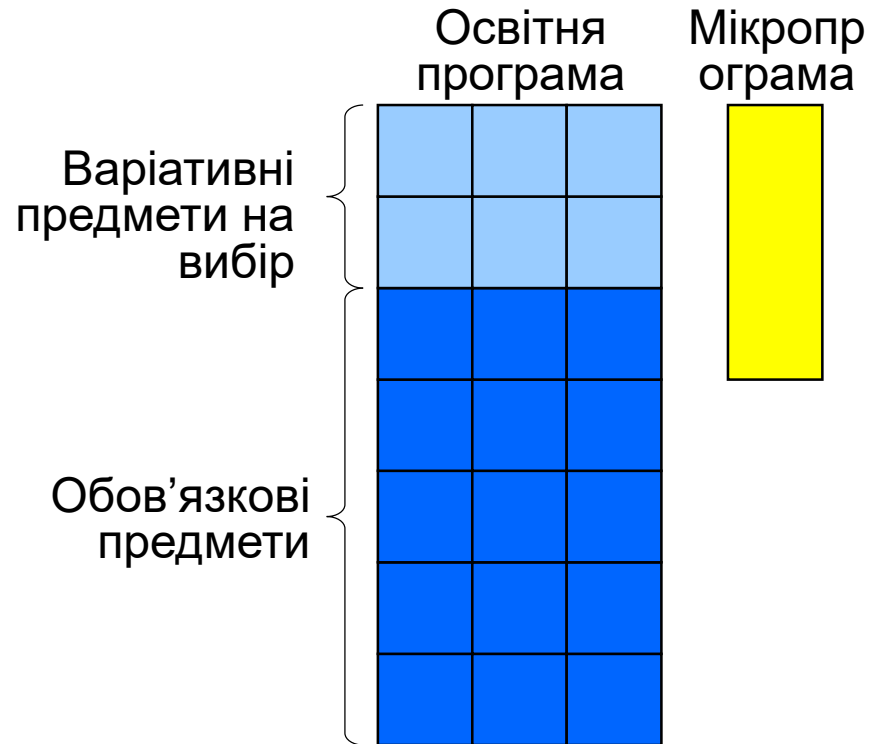 Освітня
програма
Мікропр
ограма
Варіативні
предмети на
вибір
Обов’язкові
предмети